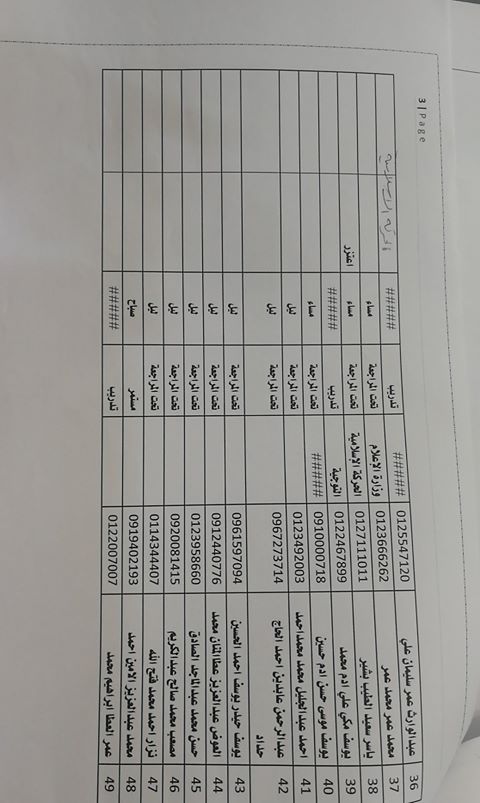 3 | Page
36 عبدالوارث عمر سليمان علي 0125547120 ##### تدريب ##### الحركة الإسلامية
37 محمد عمر محمد عمر 0123666262 وزارة الإعلام تحت المراجعة مساء
38 ياسر سعيد الطيب بشير 0127111011 الحركة الإسلامية تحت المراجعة مساء اعتزر
39 يوسف مكي علي ادم محمد 0122467899 التوجية تدريب #####
40 يوسف موسى حسن ادم حسين 0910000718 ##### تحت المراجعة مساء
41 احمد عبدالجليل محمد محمداحمد 0123492003 تحت المراجعة ليل
42 عبدالرحمن عابدين احمد الحاج 0967273714 تحت المراجعة ليل
حداد
43 يوسف حيدر يوسف احمد الحسين 0961597094 تحت المراجعة ليل
44 العوض عبدالعزيز عطاالمنان محمد 0912440776 تحت المراجعة ليل
45 حسن محمد عبدالماجد الصادق 0123958660 تحت المراجعة ليل
46 مصعب محمد صالح عبدالكريم 0920081415 تحت المراجعة ليل
47 نزار احمد محمد فتح الله 0114344407 تحت المراجعة ليل
48 محمد عبدالعزيز الامين احمد 0919402193 مستمر صباح
49 عمر العطا ابراهيم محمد 0122007007 تدريب #####